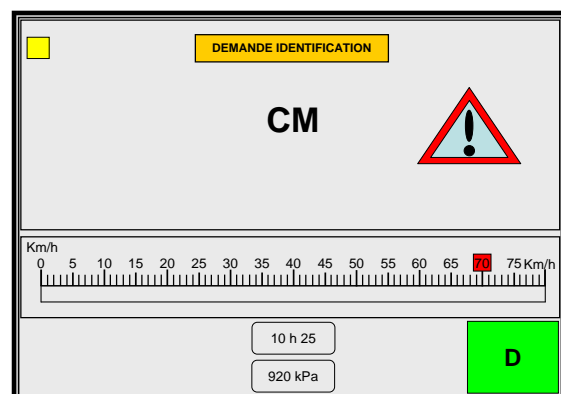 DEMANDE IDENTIFICATION
CM
Km/h
0 5 10 15 20 25 30 35 40 45 50 55 60 65 70 75 Km/h
10 h 25
920 kPa
D